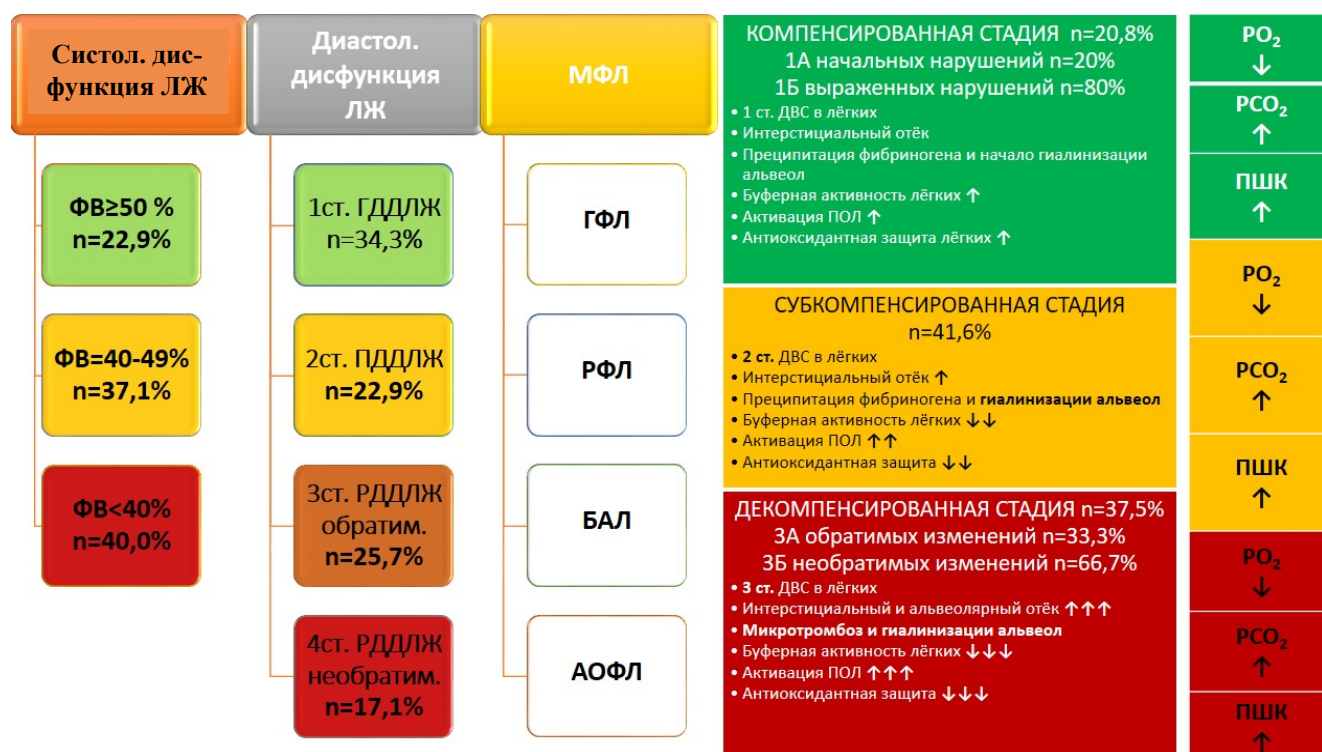 Систол. дис-
функция ЛЖ
ФВ≥50 %
n=22,9%
ФВ=40-49%
n=37,1%
ФВ<40%
n=40,0%
Диастол.
дисфункция
ЛЖ
1ст. ГДДЛЖ
n=34,3%
2ст. ПДДЛЖ
n=22,9%
3ст. РДДЛЖ
обратим.
n=25,7%
4ст. РДДЛЖ
необратим.
n=17,1%
МФЛ
ГФЛ
РФЛ
БАЛ
АОФЛ
КОМПЕНСИРОВАННАЯ СТАДИЯ n=20,8%
1А начальных нарушений n=20%
1Б выраженных нарушений n=80%
• 1 ст. ДВС в лёгких
• Интерстициальный отёк
• Преципитация фибриногена и начало гиалинизации
альвеол
• Буферная активность лёгких ↑
• Активация ПОЛ ↑
• Антиоксидантная защита лёгких ↑
СУБКОМПЕНСИРОВАННАЯ СТАДИЯ
n=41,6%
• 2 ст. ДВС в лёгких
• Интерстициальный отёк ↑
• Преципитация фибриногена и гиалинизации альвеол
• Буферная активность лёгких ↓↓
• Активация ПОЛ ↑↑
• Антиоксидантная защита ↓↓
ДЕКОМПЕНСИРОВАННАЯ СТАДИЯ n=37,5%
3А обратимых изменений n=33,3%
3Б необратимых изменений n=66,7%
• 3 ст. ДВС в лёгких
• Интерстициальный и альвеолярный отёк ↑↑↑
• Микротромбоз и гиалинизации альвеол
• Буферная активность лёгких ↓↓↓
• Активация ПОЛ ↑↑↑
• Антиоксидантная защита ↓↓↓
PO₂
↓
PCO₂
↑
ПШК
↑
PO₂
↓
PCO₂
↑
ПШК
↑
PO₂
↓
PCO₂
↑
ПШК
↑